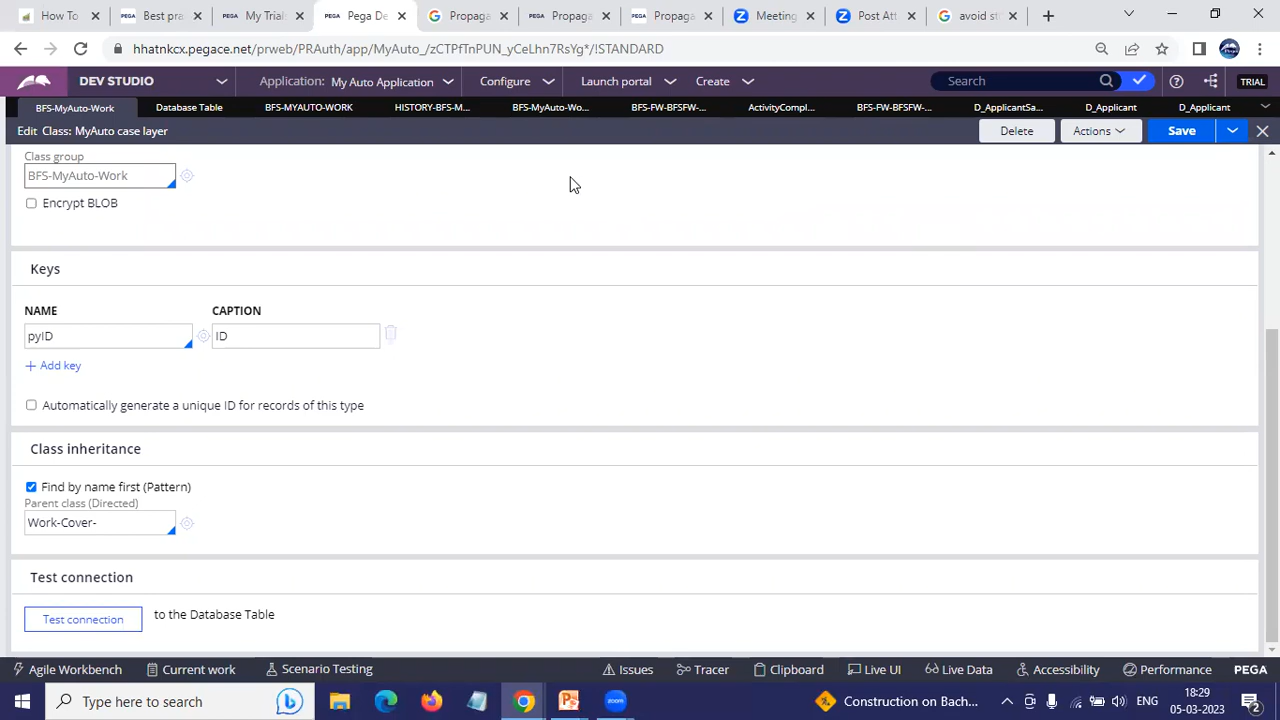 How To
Best pra
My Trials
Pega De
Propaga
Propaga
Propaga
Meeting
Post Att
avoid st
hhatnkcx.pegace.net/prweb/PRAuth/app/MyAuto_/zCTPfTnPUN_yCeLhn7RsYg*/!STANDARD
DEV STUDIO
Application: My Auto Application
Configure
Launch portal
Create
Search
TRIAL
BFS-MyAuto-Work
Database Table
BFS-MYAUTO-WORK
HISTORY-BFS-M...
BFS-MyAuto-Wo...
BFS-FW-BFSFW-...
ActivityCompl...
BFS-FW-BFSFW-...
D_ApplicantSa...
D_Applicant
D_Applicant
Edit Class: MyAuto case layer
Delete
Actions
Save
Class group
BFS-MyAuto-Work
Encrypt BLOB
Keys
NAME CAPTION
pyID ID
+ Add key
Automatically generate a unique ID for records of this type
Class inheritance
Find by name first (Pattern)
Parent class (Directed)
Work-Cover-
Test connection
Test connection to the Database Table
Agile Workbench
Current work
Scenario Testing
Issues
Tracer
Clipboard
Live UI
Live Data
Accessibility
Performance
PEGA
Type here to search
Construction on Bach...
ENG
18:29
05-03-2023
2